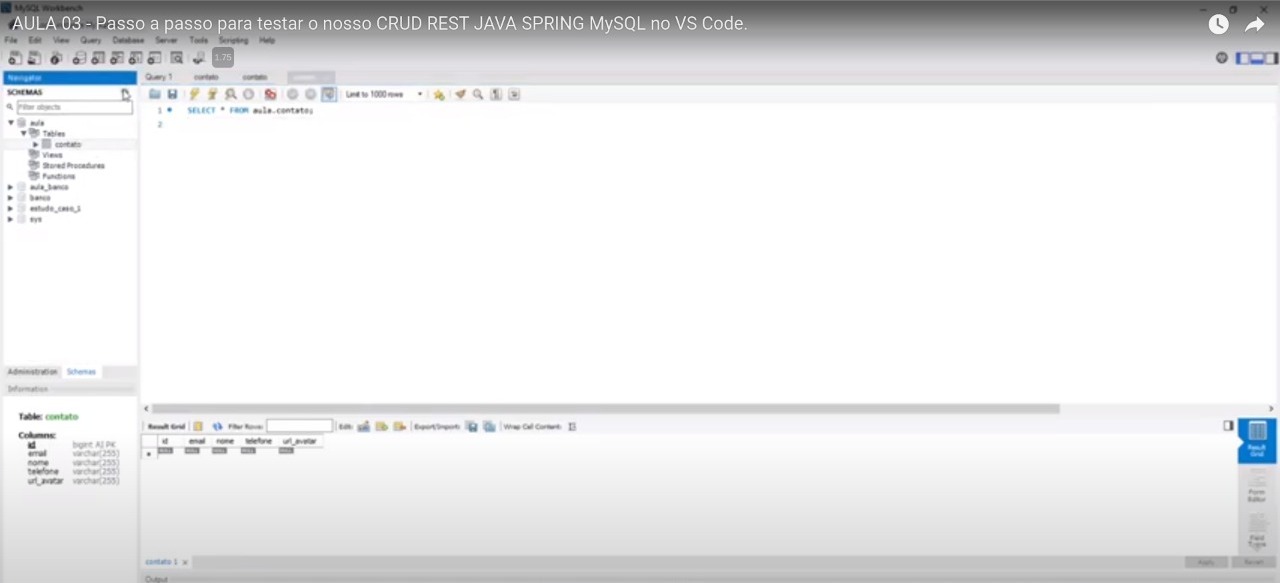 MySQL Workbench
AULA 03 - Passo a passo para testar o nosso CRUD REST JAVA SPRING MySQL no VS Code.
File Edit View Query Database Server Tools Scripting Help
1.75
Navigator
SCHEMAS
Filter objects
aula
Tables
contato
Views
Stored Procedures
Functions
aula_banco
banco
estudo_caso_1
sys
Administration Schemas
Information
Table: contato
Columns:
id bigint AI PK
email varchar(255)
nome varchar(255)
telefone varchar(255)
url_avatar varchar(255)
Query 1 contato contato
Limit to 1000 rows
1 SELECT * FROM aula.contato;
2
Result Grid Filter Rows: Edit: Export/Import: Wrap Cell Content:
id email nome telefone url_avatar
NULL NULL NULL NULL NULL
Result Grid
Form Editor
Field Types
contato 1 x
Apply Revert
Output